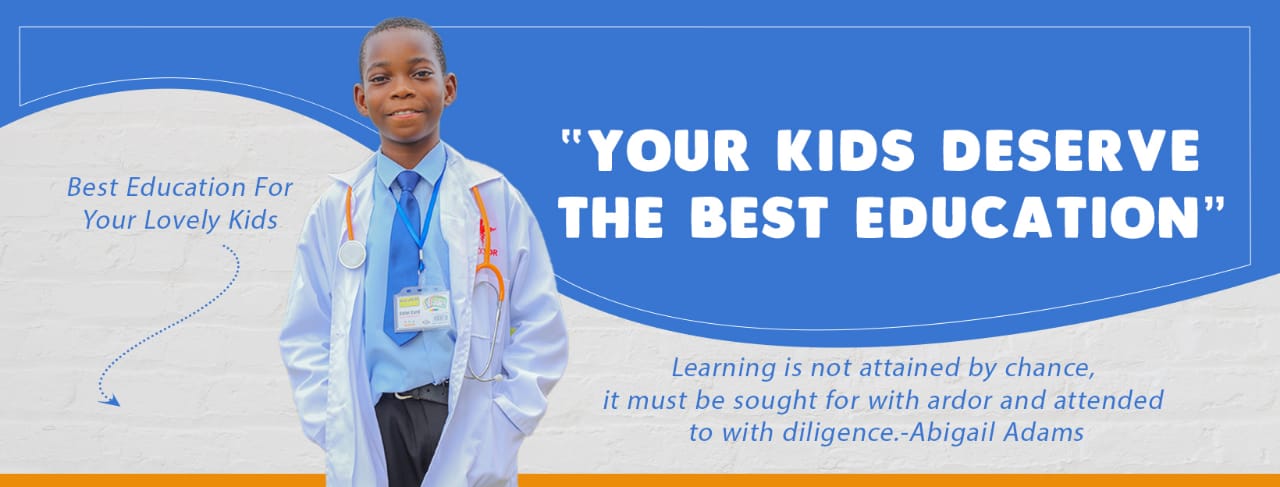 Best Education For
Your Lovely Kids
“YOUR KIDS DESERVE
THE BEST EDUCATION”
Learning is not attained by chance,
it must be sought for with ardor and attended
to with diligence.-Abigail Adams